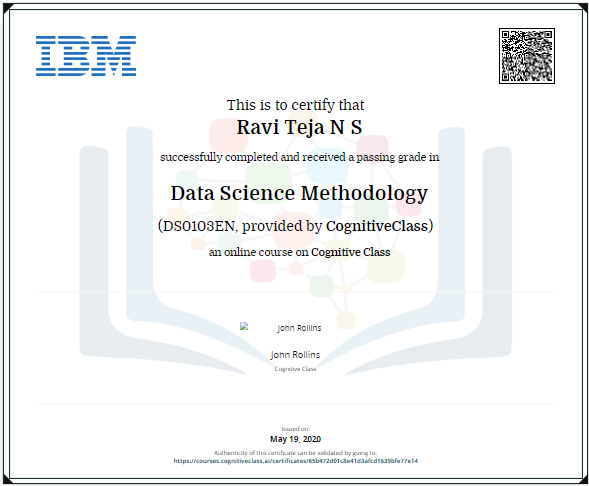 IBM
This is to certify that
Ravi Teja N S
successfully completed and received a passing grade in
Data Science Methodology
(DS0103EN, provided by CognitiveClass)
an online course on Cognitive Class
John Rollins
John Rollins
Cognitive Class
Issued on:
May 19, 2020
Authenticity of this certificate can be validated by going to:
https://courses.cognitiveclass.ai/certificates/65b472d01c8e41d3afcd1639bfe77e14